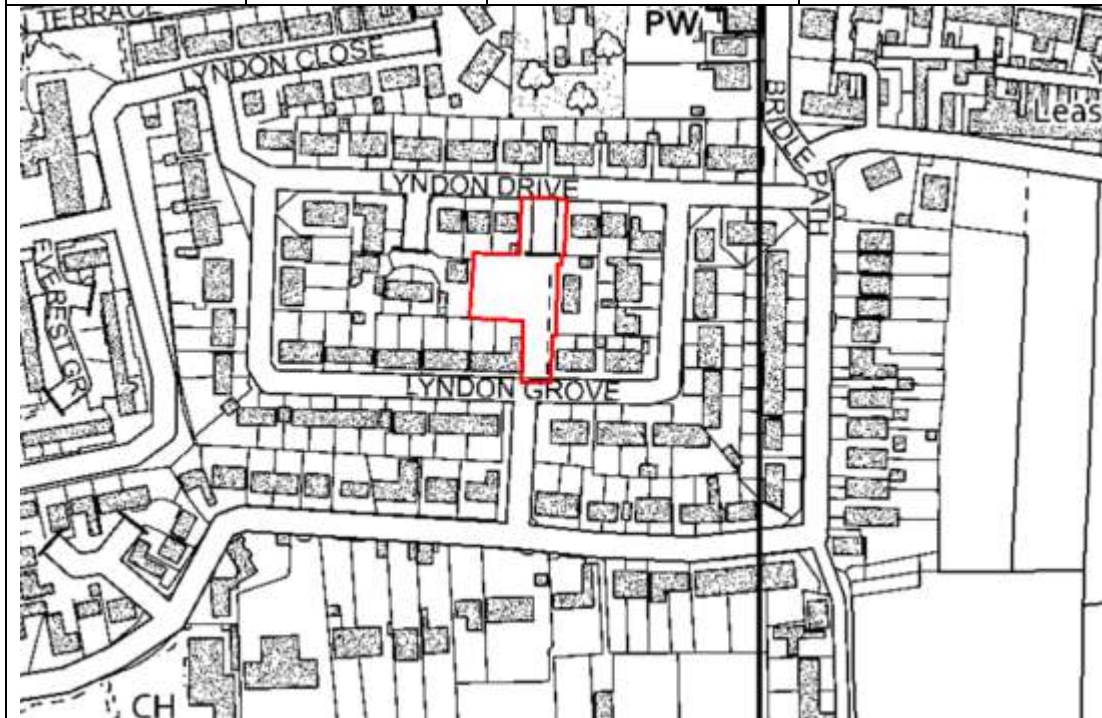 TERRACE
PW
LYNDON CLOSE
Leas
BRIDLE PATH
LYNDON DRIVE
EVEREST GR
LYNDON GROVE
CH